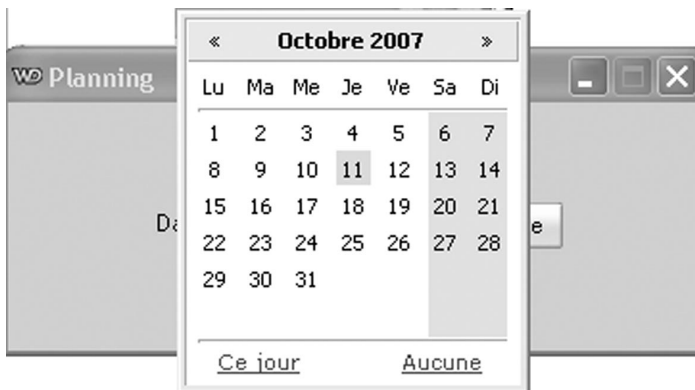 « Octobre 2007 »
WD Planning
Lu Ma Me Je Ve Sa Di
1 2 3 4 5 6 7
8 9 10 11 12 13 14
15 16 17 18 19 20 21
22 23 24 25 26 27 28
29 30 31
Ce jour Aucune